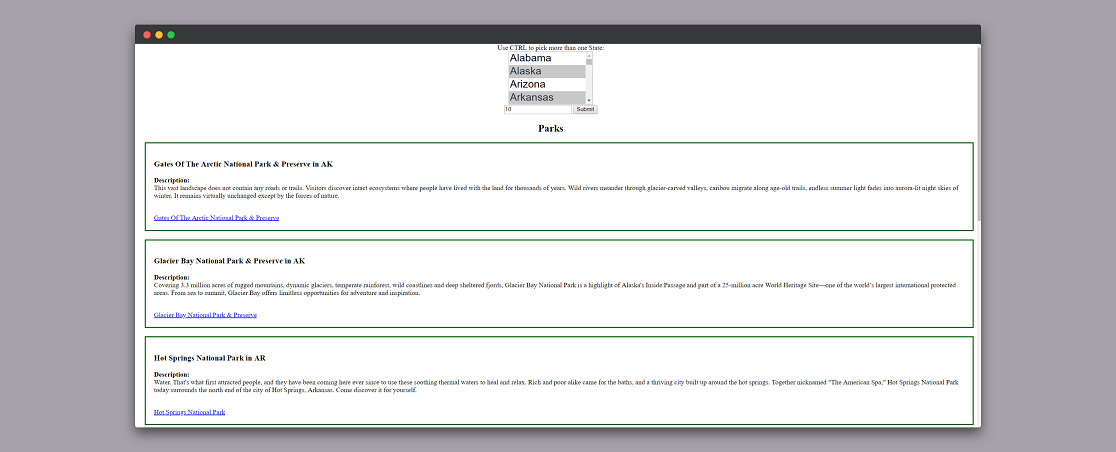 Use CTRL to pick more than one State:
Alabama
Alaska
Arizona
Arkansas
10 Submit
Parks
Gates Of The Arctic National Park & Preserve in AK
Description:
This vast landscape does not contain any roads or trails. Visitors discover intact ecosystems where people have lived with the land for thousands of years. Wild rivers meander through glacier-carved valleys, caribou migrate along age-old trails, endless summer light fades into aurora-lit night skies of
winter. It remains virtually unchanged except by the forces of nature.
Gates Of The Arctic National Park & Preserve
Glacier Bay National Park & Preserve in AK
Description:
Covering 3.3 million acres of rugged mountains, dynamic glaciers, temperate rainforest, wild coastlines and deep sheltered fjords, Glacier Bay National Park is a highlight of Alaska's Inside Passage and part of a 25-million acre World Heritage Site—one of the world's largest international protected
areas. From sea to summit, Glacier Bay offers limitless opportunities for adventure and inspiration.
Glacier Bay National Park & Preserve
Hot Springs National Park in AR
Description:
Water. That's what first attracted people, and they have been coming here ever since to use these soothing thermal waters to heal and relax. Rich and poor alike came for the baths, and a thriving city built up around the hot springs. Together nicknamed "The American Spa," Hot Springs National Park
today surrounds the north end of the city of Hot Springs, Arkansas. Come discover it for yourself.
Hot Springs National Park